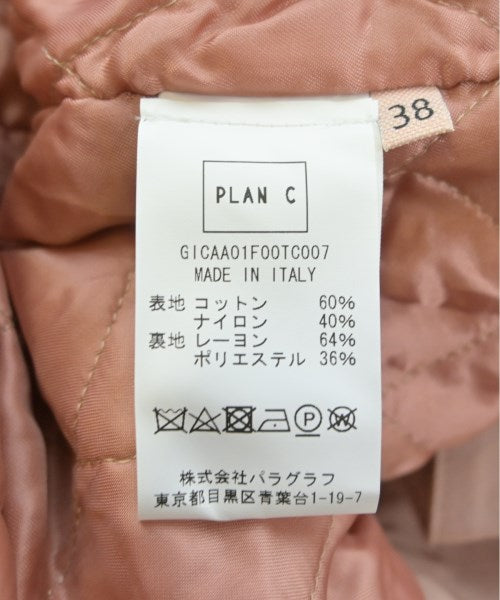 38
PLAN C
GICAA01F00TC007
MADE IN ITALY
表地 コットン 60%
ナイロン 40%
裏地 レーヨン 64%
ポリエステル 36%
P W
株式会社パラグラフ
東京都目黒区青葉台1-19-7